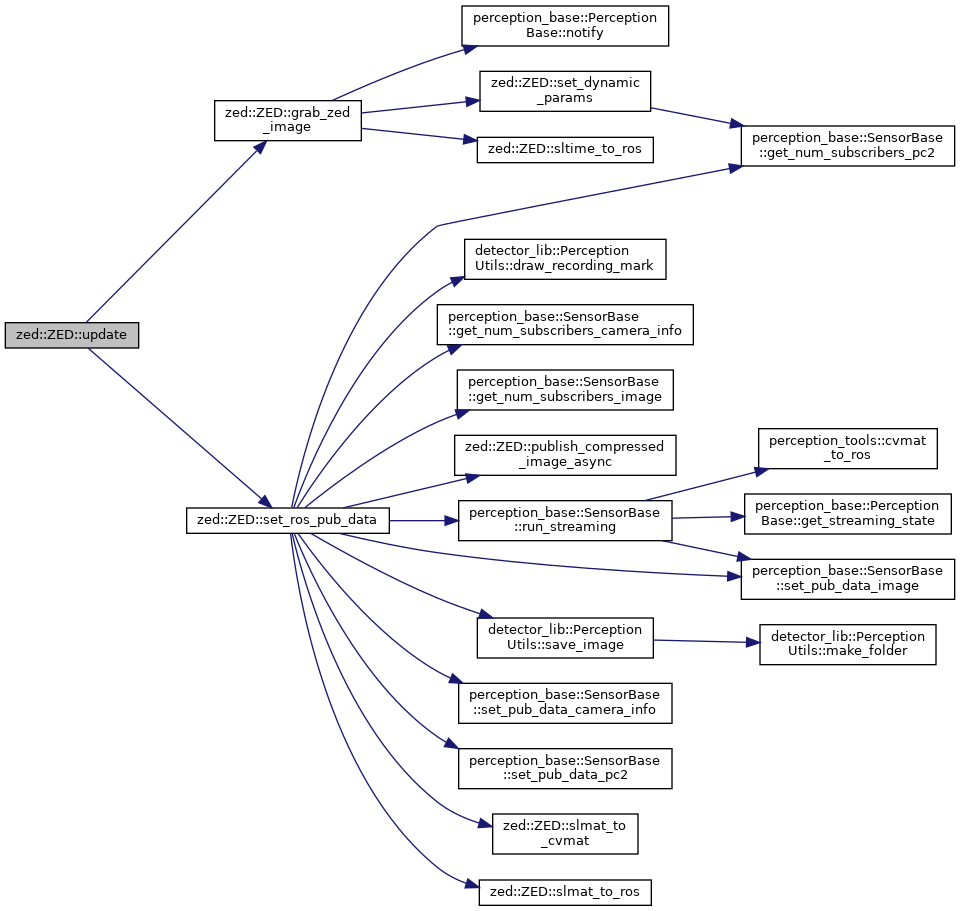 perception_base::Perception
Base::notify
zed::ZED::set_dynamic
_params
zed::ZED::grab_zed
_image
perception_base::SensorBase
::get_num_subscribers_pc2
zed::ZED::sltime_to_ros
detector_lib::Perception
Utils::draw_recording_mark
perception_base::SensorBase
::get_num_subscribers_camera_info
zed::ZED::update
perception_base::SensorBase
::get_num_subscribers_image
perception_tools::cvmat
_to_ros
zed::ZED::publish_compressed
_image_async
perception_base::Perception
Base::get_streaming_state
perception_base::SensorBase
::run_streaming
zed::ZED::set_ros_pub_data
perception_base::SensorBase
::set_pub_data_image
detector_lib::Perception
Utils::save_image
detector_lib::Perception
Utils::make_folder
perception_base::SensorBase
::set_pub_data_camera_info
perception_base::SensorBase
::set_pub_data_pc2
zed::ZED::slmat_to
_cvmat
zed::ZED::slmat_to_ros